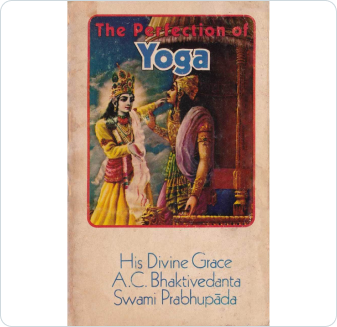 The Perfection of
Yoga
His Divine Grace
A.C. Bhaktivedanta
Swami Prabhupāda